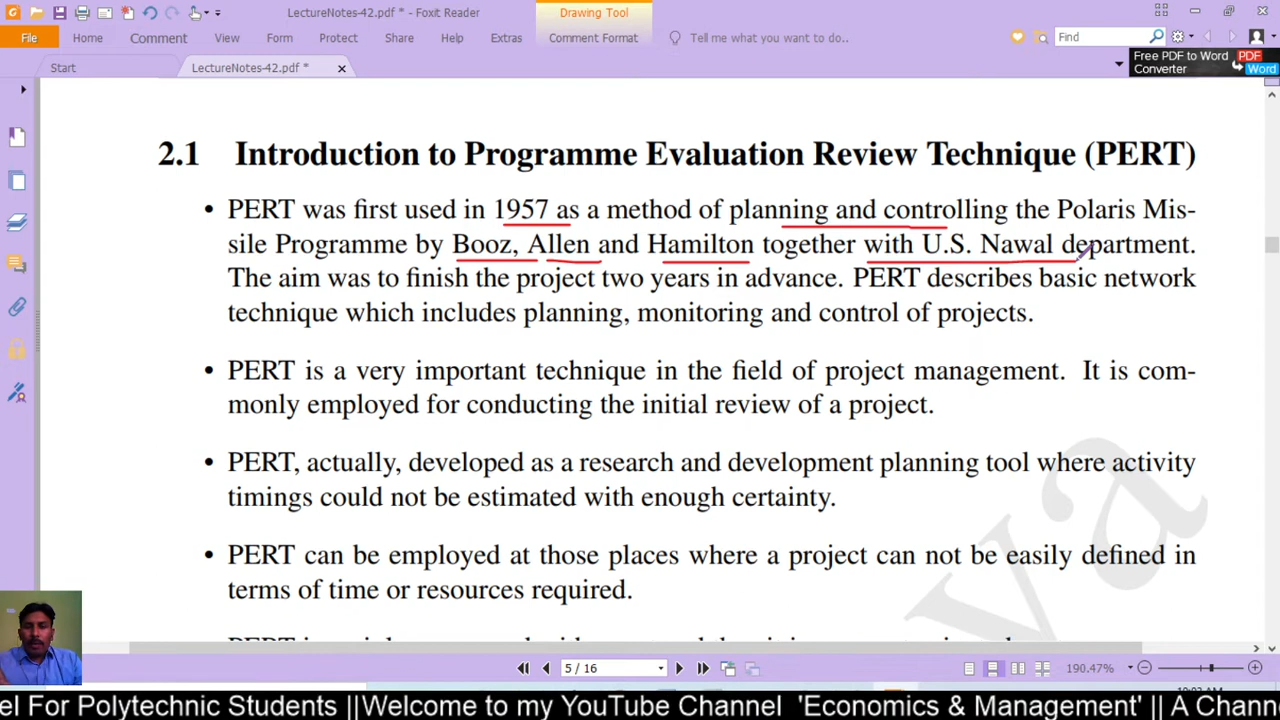 LectureNotes-42.pdf * - Foxit Reader
Drawing Tool
File Home Comment View Form Protect Share Help Extras Comment Format Tell me what you want to do.. Find
Start LectureNotes-42.pdf *
Free PDF to Word PDF
Converter Word
2.1 Introduction to Programme Evaluation Review Technique (PERT)
• PERT was first used in 1957 as a method of planning and controlling the Polaris Mis-
sile Programme by Booz, Allen and Hamilton together with U.S. Nawal department.
The aim was to finish the project two years in advance. PERT describes basic network
technique which includes planning, monitoring and control of projects.
• PERT is a very important technique in the field of project management. It is com-
monly employed for conducting the initial review of a project.
• PERT, actually, developed as a research and development planning tool where activity
timings could not be estimated with enough certainty.
• PERT can be employed at those places where a project can not be easily defined in
terms of time or resources required.
va
5 / 16
190.47%
el For Polytechnic Students ||Welcome to my YouTube Channel 'Economics & Management' || A Channe